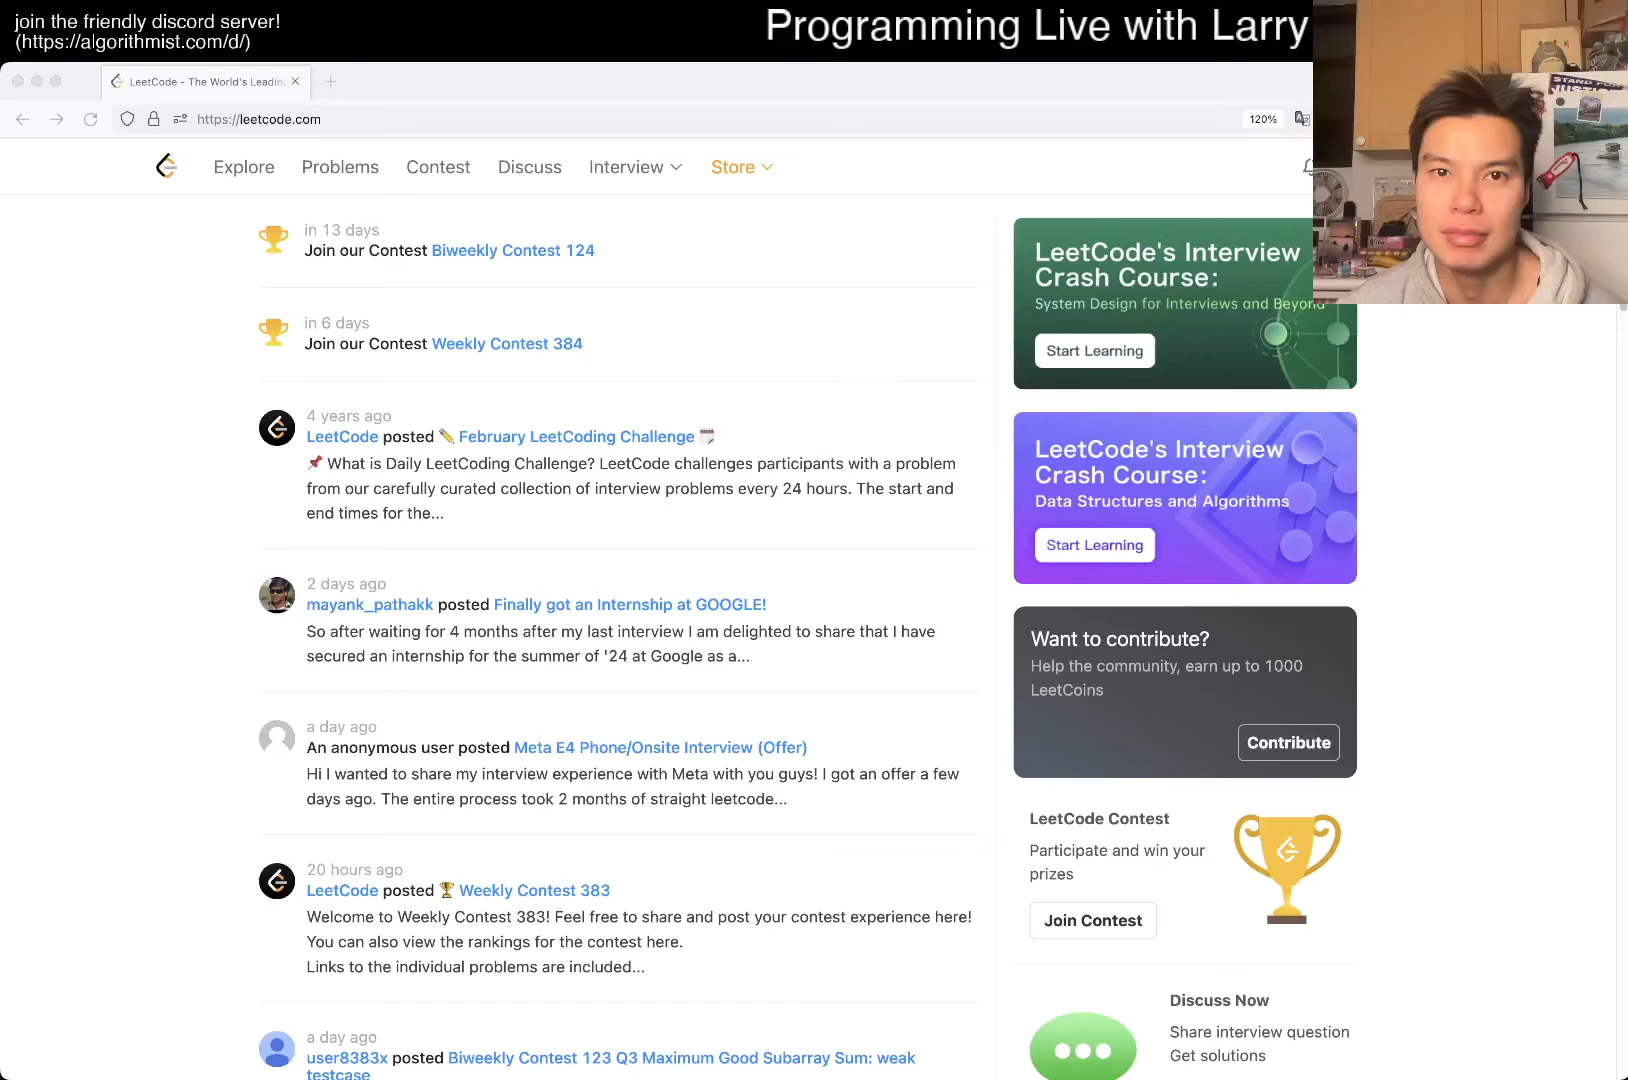 join the friendly discord server!
(https://algorithmist.com/d/)
Programming Live with Larry
LeetCode - The World's Leading
https://leetcode.com
120%
Explore
Problems
Contest
Discuss
Interview
Store
in 13 days
Join our Contest Biweekly Contest 124
in 6 days
Join our Contest Weekly Contest 384
4 years ago
LeetCode posted ✏️ February LeetCoding Challenge 🗓️
📌 What is Daily LeetCoding Challenge? LeetCode challenges participants with a problem
from our carefully curated collection of interview problems every 24 hours. The start and
end times for the...
2 days ago
mayank_pathakk posted Finally got an Internship at GOOGLE!
So after waiting for 4 months after my last interview I am delighted to share that I have
secured an internship for the summer of '24 at Google as a...
a day ago
An anonymous user posted Meta E4 Phone/Onsite Interview (Offer)
Hi I wanted to share my interview experience with Meta with you guys! I got an offer a few
days ago. The entire process took 2 months of straight leetcode...
20 hours ago
LeetCode posted 🏆 Weekly Contest 383
Welcome to Weekly Contest 383! Feel free to share and post your contest experience here!
You can also view the rankings for the contest here.
Links to the individual problems are included...
a day ago
user8383x posted Biweekly Contest 123 Q3 Maximum Good Subarray Sum: weak
testcase
LeetCode's Interview
Crash Course:
System Design for Interviews and Beyond
Start Learning
LeetCode's Interview
Crash Course:
Data Structures and Algorithms
Start Learning
Want to contribute?
Help the community, earn up to 1000
LeetCoins
Contribute
LeetCode Contest
Participate and win your
prizes
Join Contest
Discuss Now
Share interview question
Get solutions
STAND FOR
JUSTICE